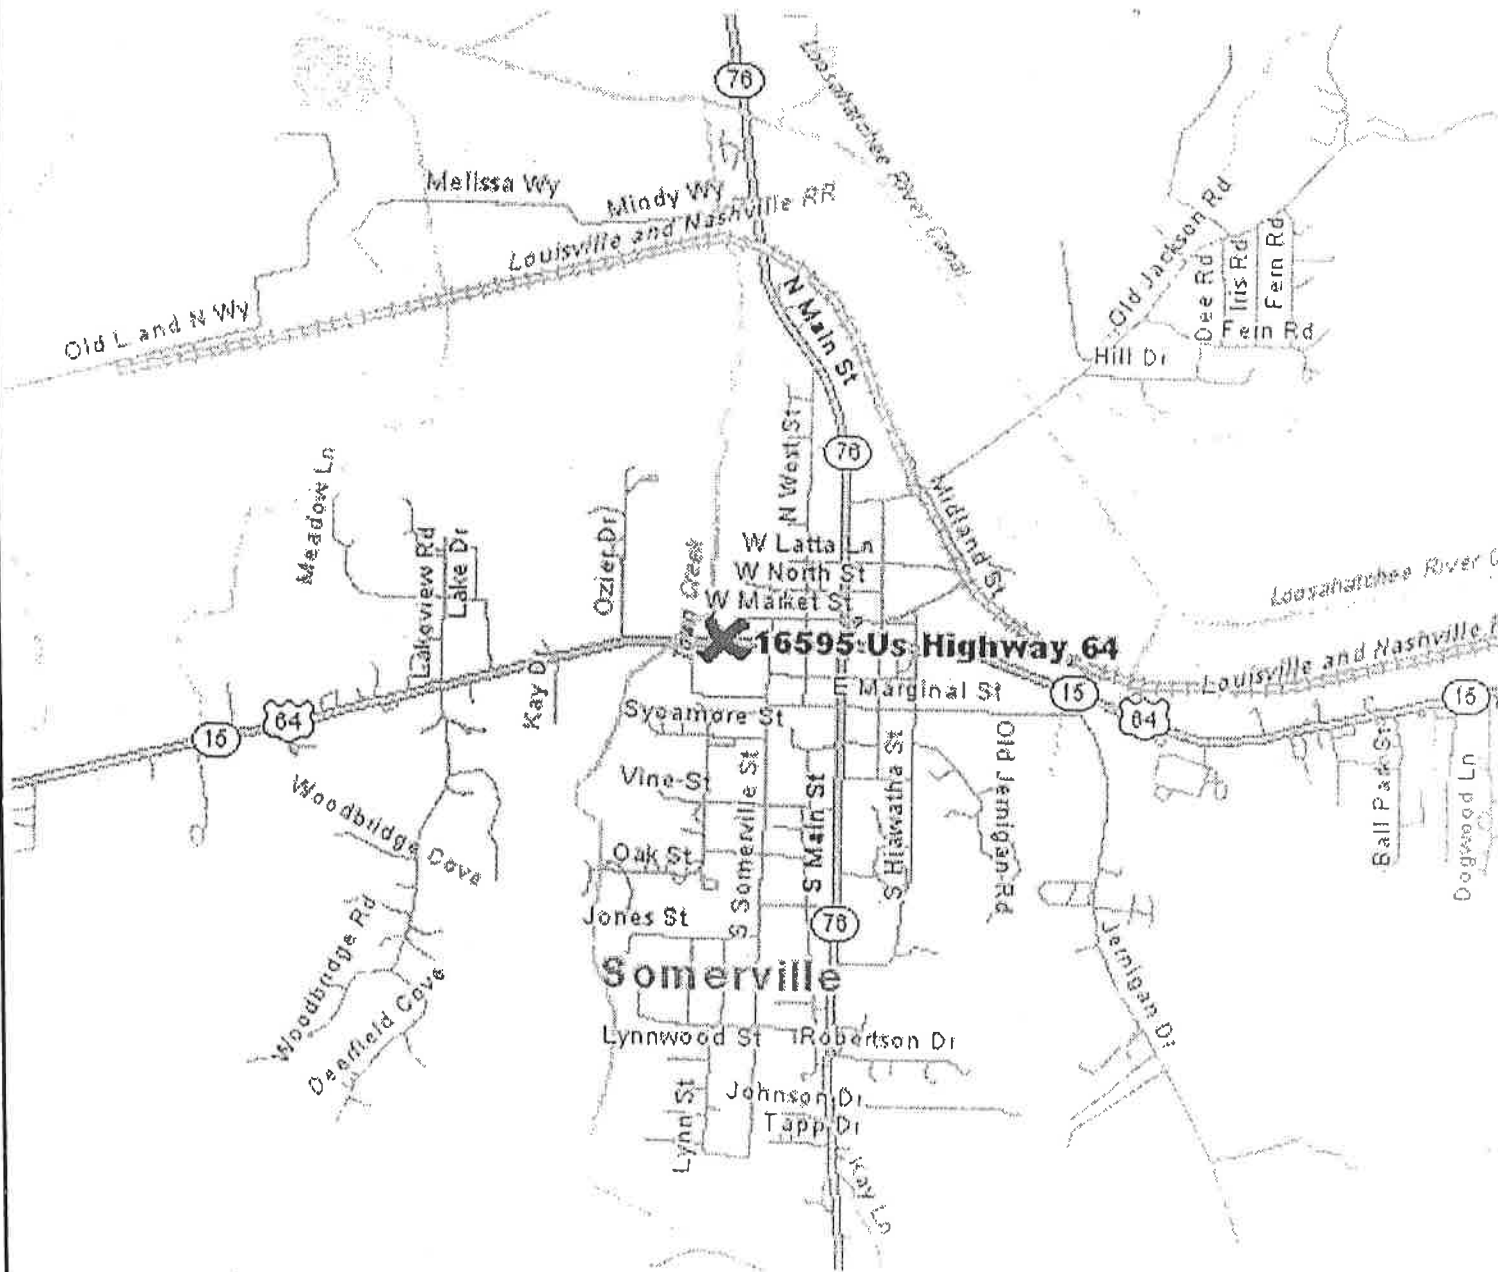 76
Loosahatchee River Canal
Melissa Wy
Mindy Wy
Louisville and Nashville RR
Old L and N Wy
N Main St
Old Jackson Rd
Dee Rd
Iris Rd
Fern Rd
Fern Rd
Hill Dr
N West St
76
Midland St
Meadow Ln
Lakeview Rd
Lake Dr
Ozier Dr
Creek
W Latta Ln
W North St
W Market St
Loosahatchee River
16595 Us Highway 64
Louisville and Nashville
Kay Dr
E Marginal St
15
64
15
64
15
Sycamore St
Old Jernigan Rd
Vine St
S Somerville St
S Main St
S Hiawatha St
Ball Park St
Dogwood Ln
Woodbridge Cove
Oak St
Jones St
76
Woodbridge Rd
Deerfield Cove
Somerville
Jernigan Dr
Lynnwood St
Robertson Dr
Lynn St
Johnson Dr
Tapp Dr
Kay Ln